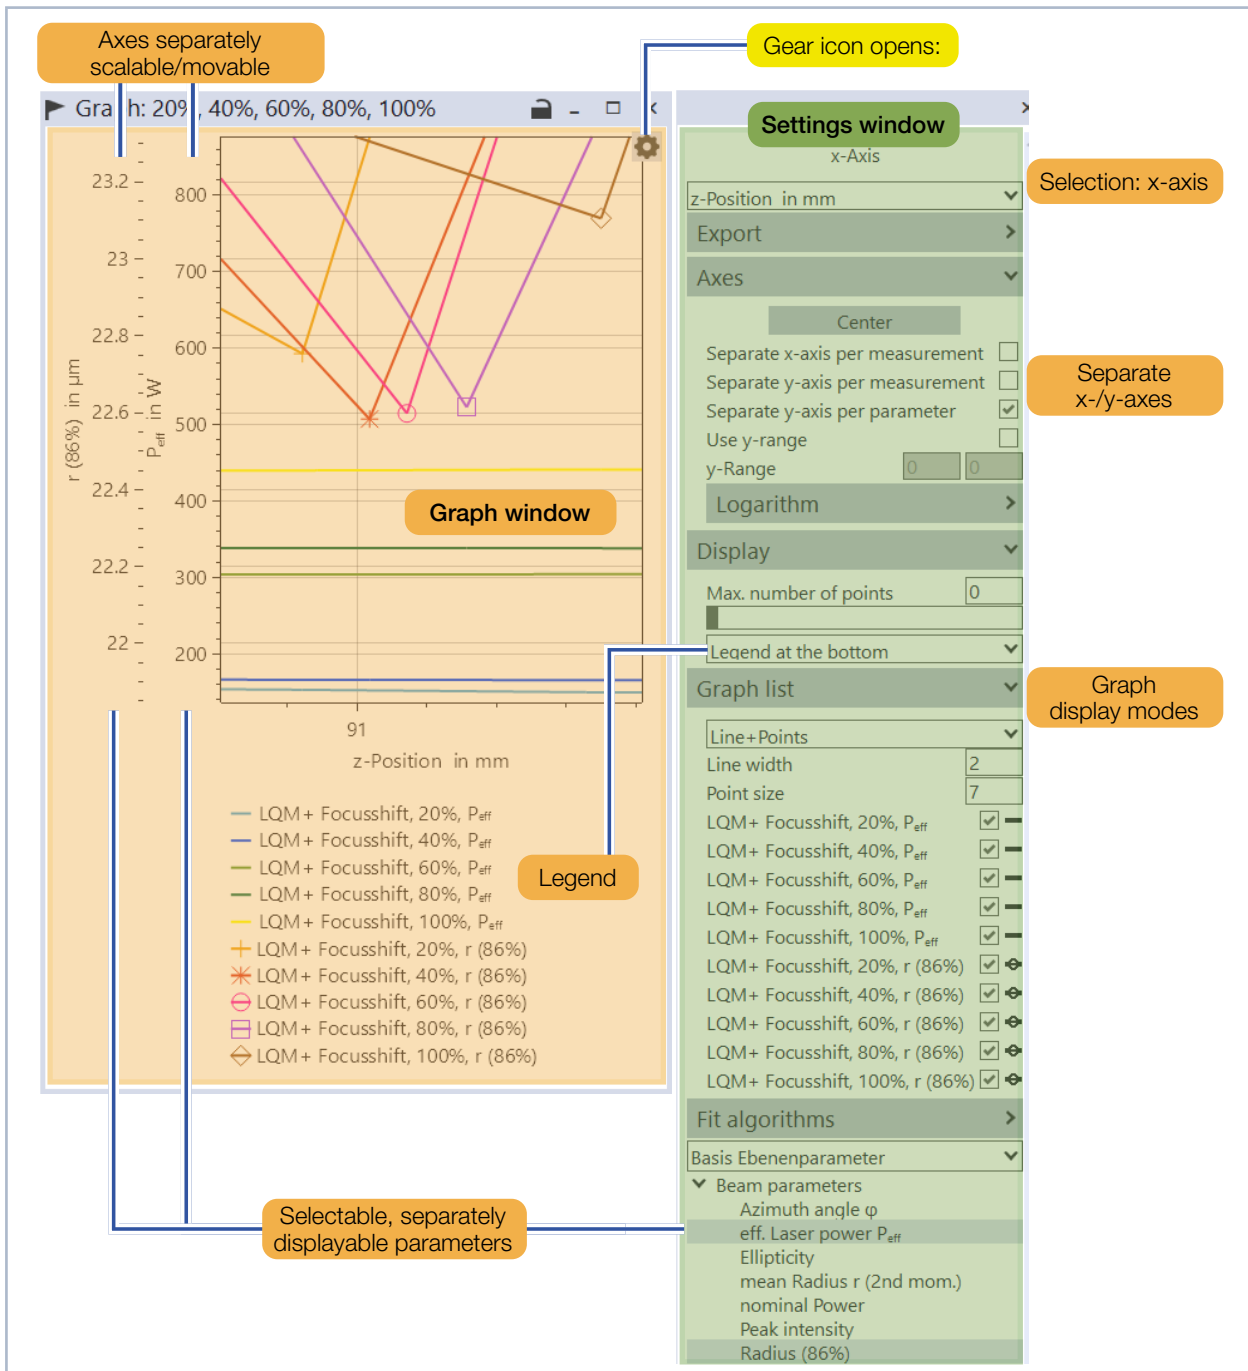 Axes separately
scalable/movable
Gear icon opens:
Graph: 20%, 40%, 60%, 80%, 100%
Settings window
x-Axis
Selection: x-axis
z-Position in mm
Export
Axes
Center
Separate x-axis per measurement
Separate y-axis per measurement
Separate y-axis per parameter
Use y-range
y-Range 0 0
Logarithm
Separate
x-/y-axes
Display
Max. number of points 0
Legend at the bottom
Graph list
Graph
display modes
Line+Points
Line width 2
Point size 7
LQM+ Focusshift, 20%, Peff
LQM+ Focusshift, 40%, Peff
LQM+ Focusshift, 60%, Peff
LQM+ Focusshift, 80%, Peff
LQM+ Focusshift, 100%, Peff
LQM+ Focusshift, 20%, r (86%)
LQM+ Focusshift, 40%, r (86%)
LQM+ Focusshift, 60%, r (86%)
LQM+ Focusshift, 80%, r (86%)
LQM+ Focusshift, 100%, r (86%)
Fit algorithms
Basis Ebenenparameter
Beam parameters
Azimuth angle φ
eff. Laser power Peff
Ellipticity
mean Radius r (2nd mom.)
nominal Power
Peak intensity
Radius (86%)
r (86%) in µm
23.2
23
22.8
22.6
22.4
22.2
22
Peff in W
800
700
600
500
400
300
200
Graph window
91
z-Position in mm
LQM+ Focusshift, 20%, Peff
LQM+ Focusshift, 40%, Peff
LQM+ Focusshift, 60%, Peff
LQM+ Focusshift, 80%, Peff
LQM+ Focusshift, 100%, Peff
LQM+ Focusshift, 20%, r (86%)
LQM+ Focusshift, 40%, r (86%)
LQM+ Focusshift, 60%, r (86%)
LQM+ Focusshift, 80%, r (86%)
LQM+ Focusshift, 100%, r (86%)
Legend
Selectable, separately
displayable parameters